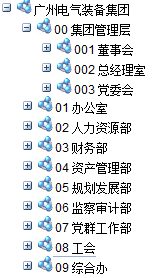 广州电气装备集团
00 集团管理层
001 董事会
002 总经理室
003 党委会
01 办公室
02 人力资源部
03 财务部
04 资产管理部
05 规划发展部
06 监察审计部
07 党群工作部
08 工会
09 综合办